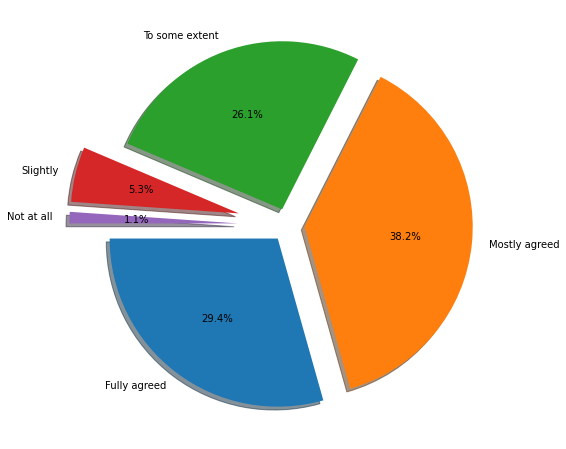 To some extent
26.1%
Slightly
5.3%
Not at all
1.1%
38.2%
Mostly agreed
29.4%
Fully agreed